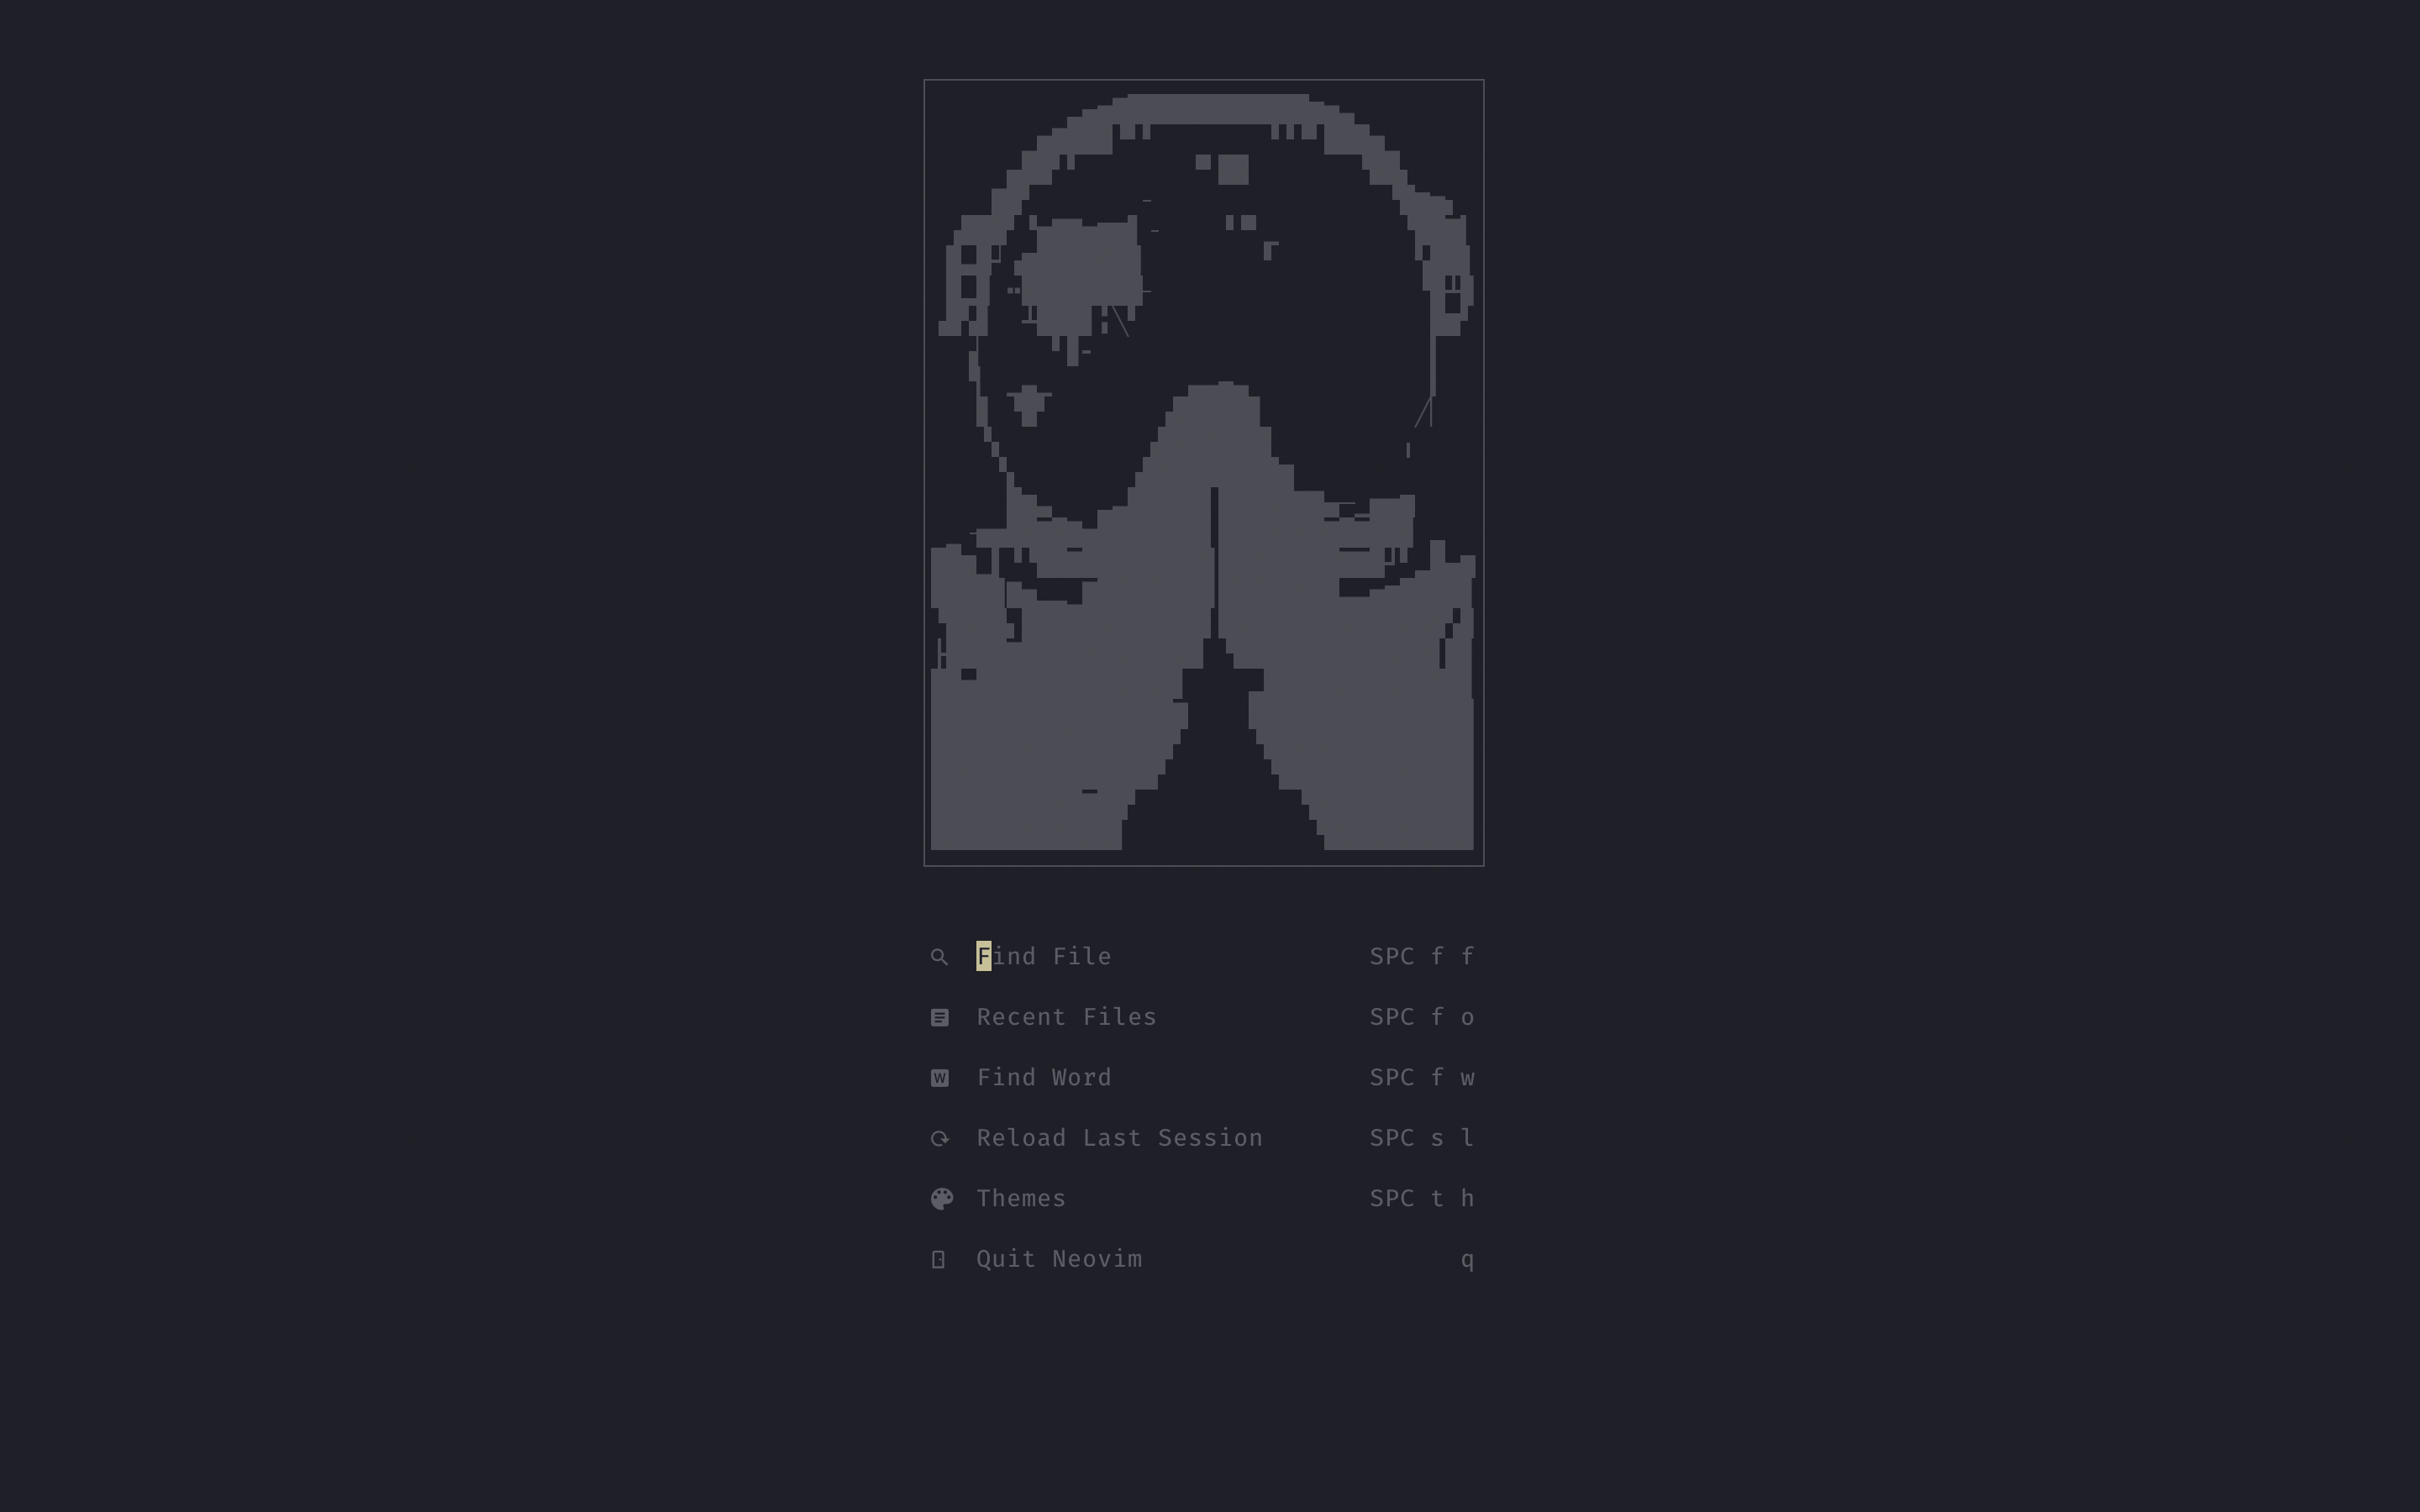 Find File SPC f f
Recent Files SPC f o
Find Word SPC f w
Reload Last Session SPC s l
Themes SPC t h
Quit Neovim q